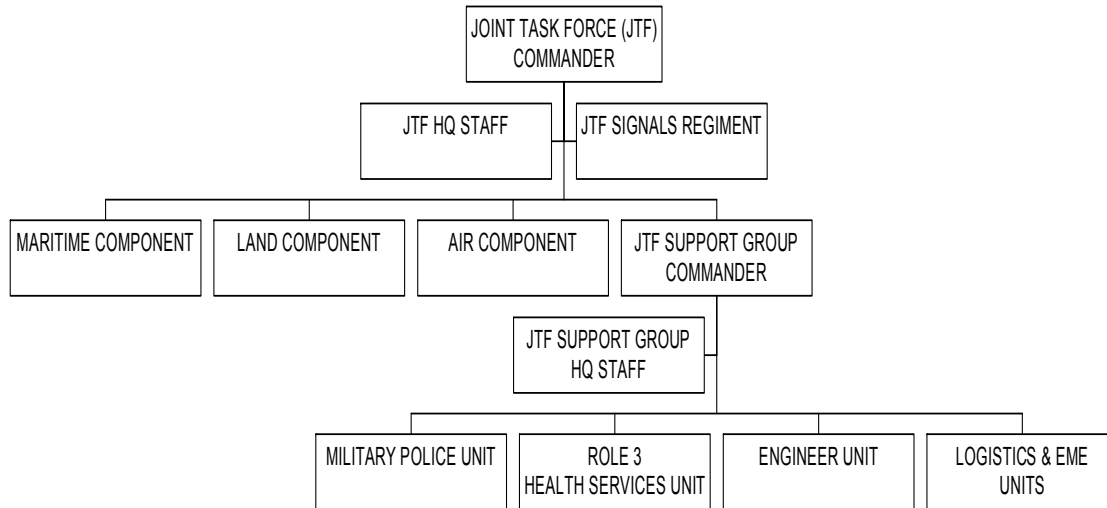 JOINT TASK FORCE (JTF)
COMMANDER
JTF HQ STAFF
JTF SIGNALS REGIMENT
MARITIME COMPONENT
LAND COMPONENT
AIR COMPONENT
JTF SUPPORT GROUP
COMMANDER
JTF SUPPORT GROUP
HQ STAFF
MILITARY POLICE UNIT
ROLE 3
HEALTH SERVICES UNIT
ENGINEER UNIT
LOGISTICS & EME
UNITS